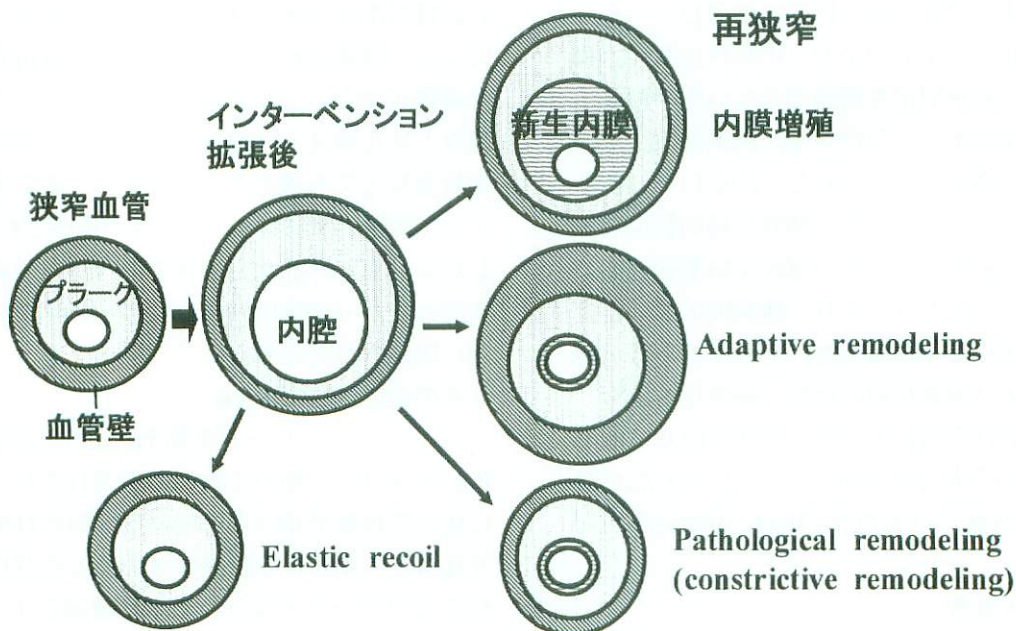 再狭窄
インターベンション
拡張後
新生内膜
内膜増殖
狭窄血管
プラーク
内腔
Adaptive remodeling
血管壁
Elastic recoil
Pathological remodeling
(constrictive remodeling)